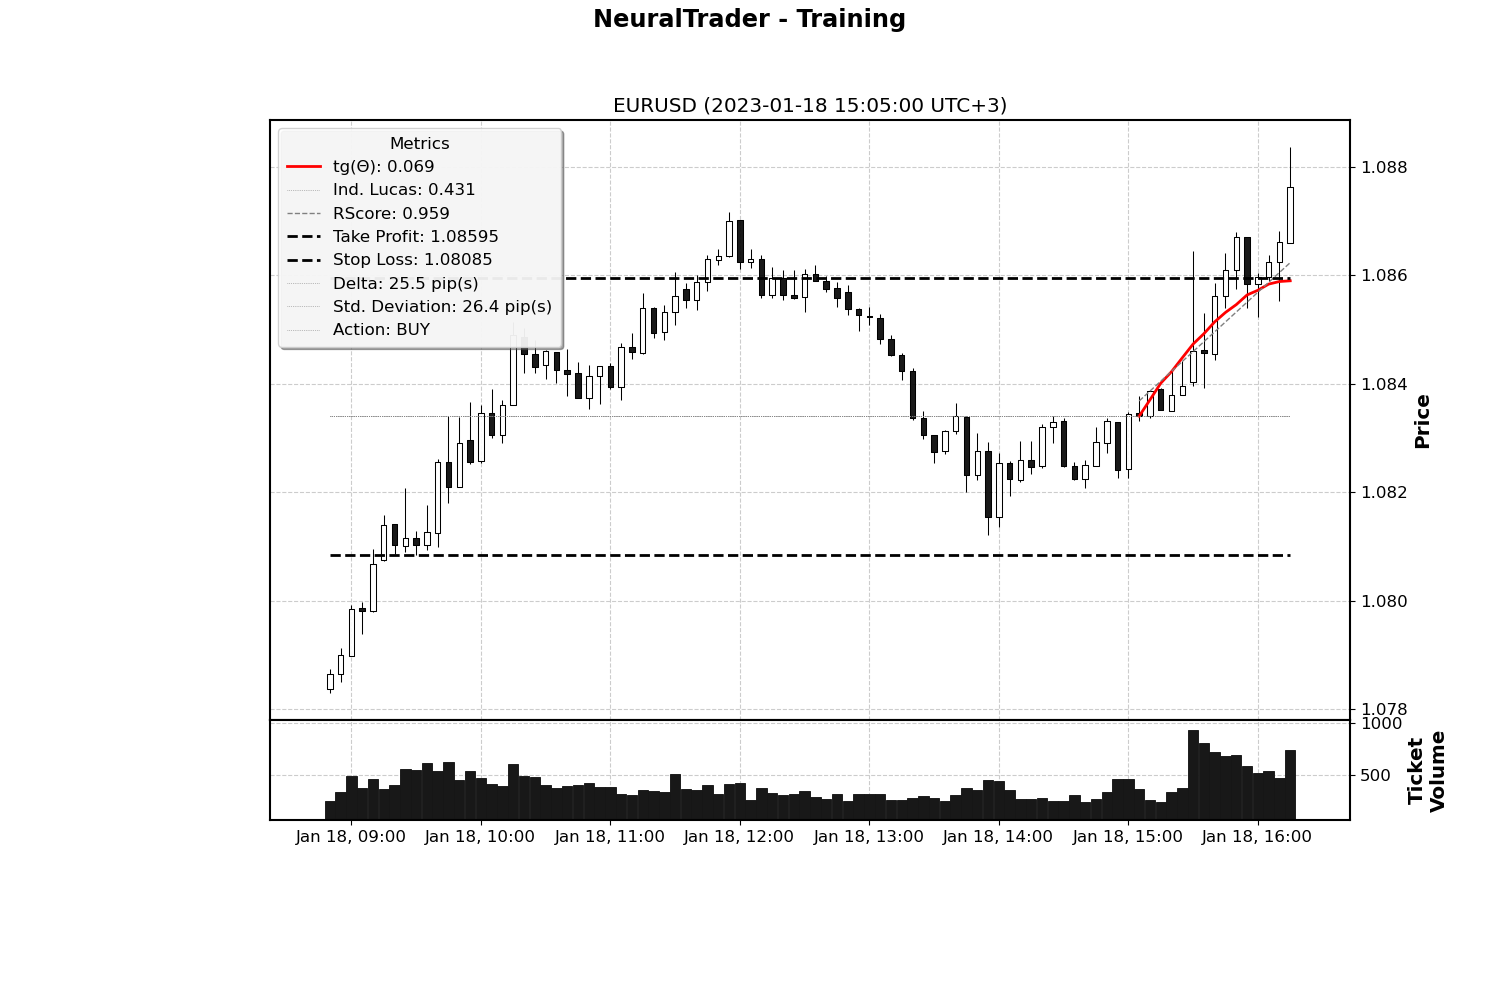 NeuralTrader - Training
EURUSD (2023-01-18 15:05:00 UTC+3)
Metrics
tg(Θ): 0.069
Ind. Lucas: 0.431
RScore: 0.959
Take Profit: 1.08595
Stop Loss: 1.08085
Delta: 25.5 pip(s)
Std. Deviation: 26.4 pip(s)
Action: BUY
1.088
1.086
1.084
1.082
1.080
1.078
Price
1000
500
Ticket
Volume
Jan 18, 09:00
Jan 18, 10:00
Jan 18, 11:00
Jan 18, 12:00
Jan 18, 13:00
Jan 18, 14:00
Jan 18, 15:00
Jan 18, 16:00